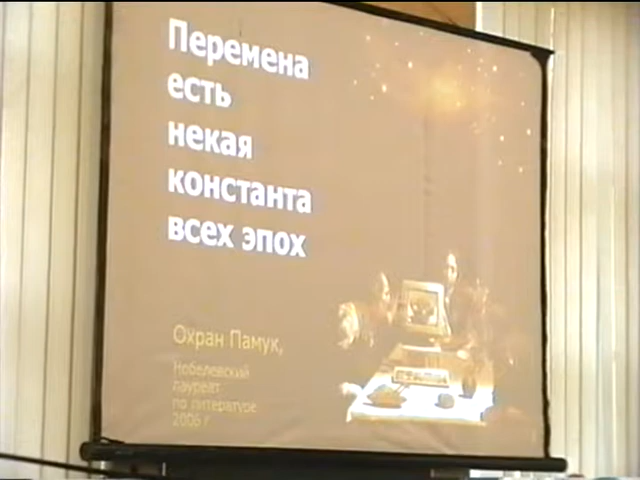 Перемена
есть
некая
константа
всех эпох
Охран Памук,
Нобелевский
лауреат
по литературе
2006 г